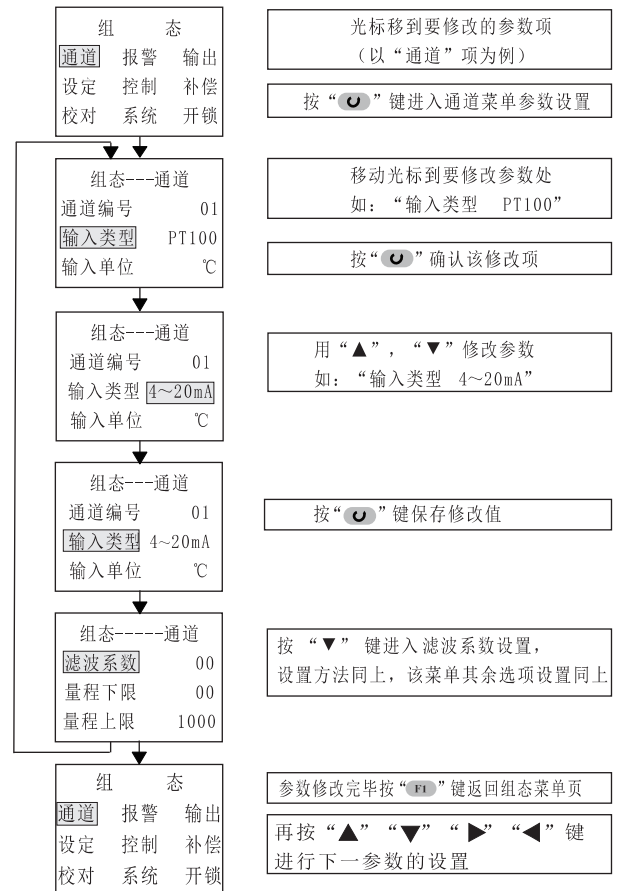 组 态
通道 报警 输出
设定 控制 补偿
校对 系统 开锁
光标移到要修改的参数项
（以“通道”项为例）
按“ ”键进入通道菜单参数设置
组态---通道
通道编号 01
输入类型 PT100
输入单位 ℃
移动光标到要修改参数处
如：“输入类型 PT100”
按“ ”确认该修改项
组态---通道
通道编号 01
输入类型 4～20mA
输入单位 ℃
用“▲”，“▼”修改参数
如：“输入类型 4～20mA”
组态---通道
通道编号 01
输入类型 4~20mA
输入单位 ℃
按“ ”键保存修改值
组态-----通道
滤波系数 00
量程下限 00
量程上限 1000
按 “▼” 键进入滤波系数设置，
设置方法同上，该菜单其余选项设置同上
组 态
通道 报警 输出
设定 控制 补偿
校对 系统 开锁
参数修改完毕按“F1”键返回组态菜单页
再按“▲”“▼”“▶”“◀”键
进行下一参数的设置